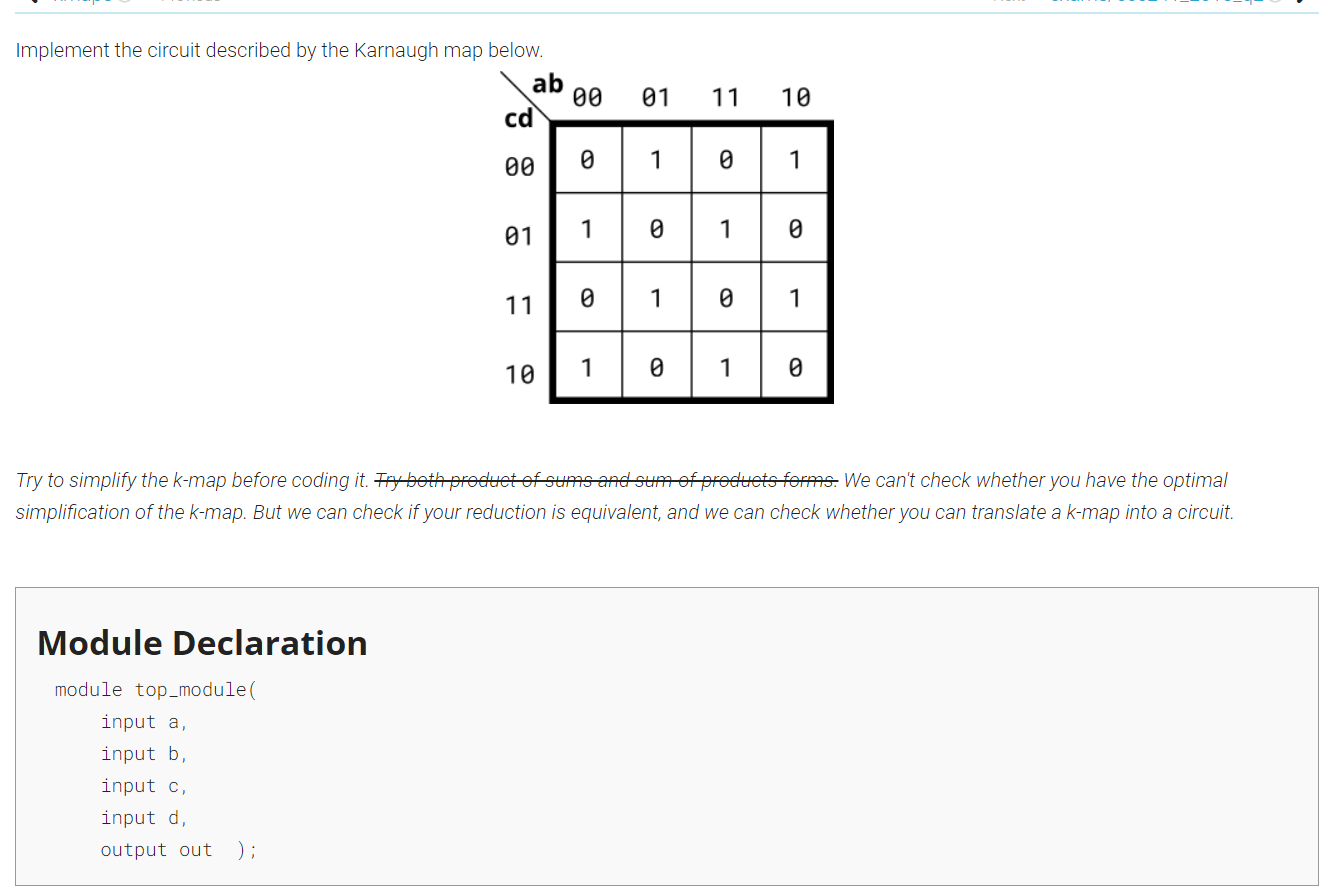 Implement the circuit described by the Karnaugh map below.
ab
00 01 11 10
cd
00 0 1 0 1
01 1 0 1 0
11 0 1 0 1
10 1 0 1 0
Try to simplify the k-map before coding it. Try both product of sums and sum of products forms. We can't check whether you have the optimal
simplification of the k-map. But we can check if your reduction is equivalent, and we can check whether you can translate a k-map into a circuit.
Module Declaration
module top_module(
input a,
input b,
input c,
input d,
output out );